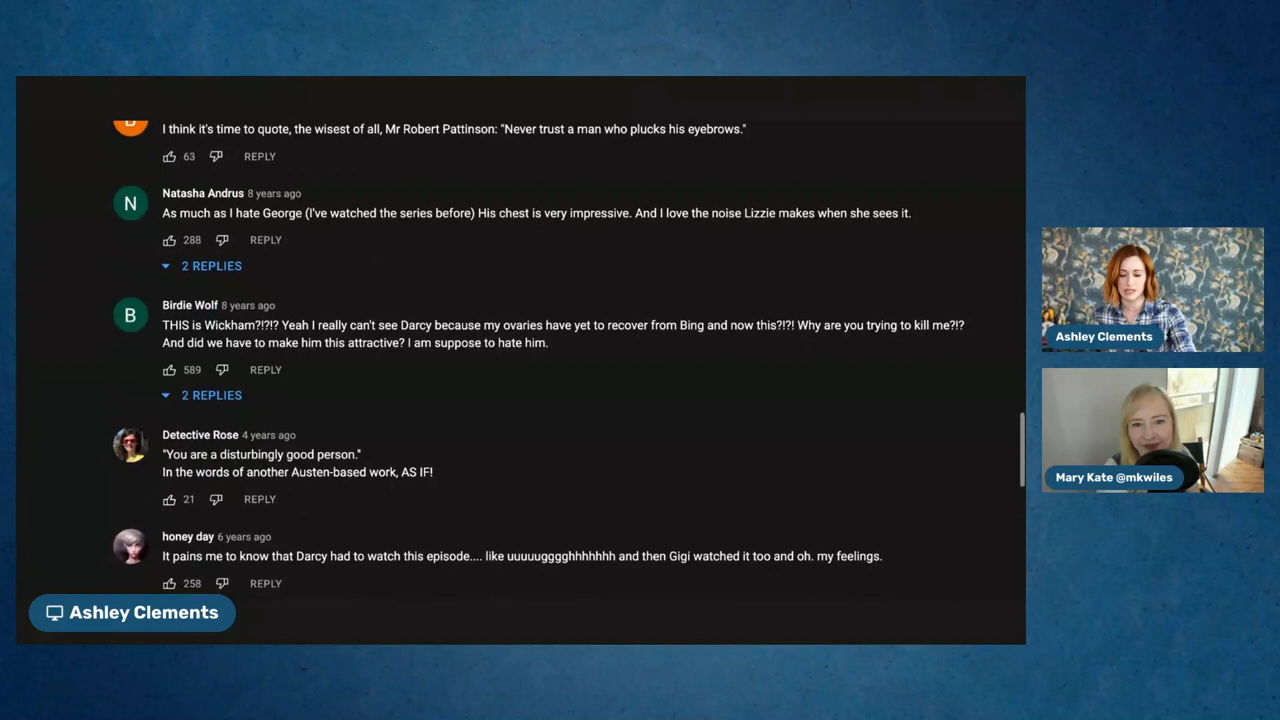 I think it's time to quote, the wisest of all, Mr Robert Pattinson: "Never trust a man who plucks his eyebrows."
63 REPLY
N
Natasha Andrus 8 years ago
As much as I hate George (I've watched the series before) His chest is very impressive. And I love the noise Lizzie makes when she sees it.
288 REPLY
2 REPLIES
B
Birdie Wolf 8 years ago
THIS is Wickham?!?!? Yeah I really can't see Darcy because my ovaries have yet to recover from Bing and now this?!?! Why are you trying to kill me?!?
And did we have to make him this attractive? I am suppose to hate him.
589 REPLY
2 REPLIES
Detective Rose 4 years ago
"You are a disturbingly good person."
In the words of another Austen-based work, AS IF!
21 REPLY
honey day 6 years ago
It pains me to know that Darcy had to watch this episode.... like uuuuugggghhhhhhh and then Gigi watched it too and oh. my feelings.
258 REPLY
Ashley Clements
Ashley Clements
Mary Kate @mkwiles